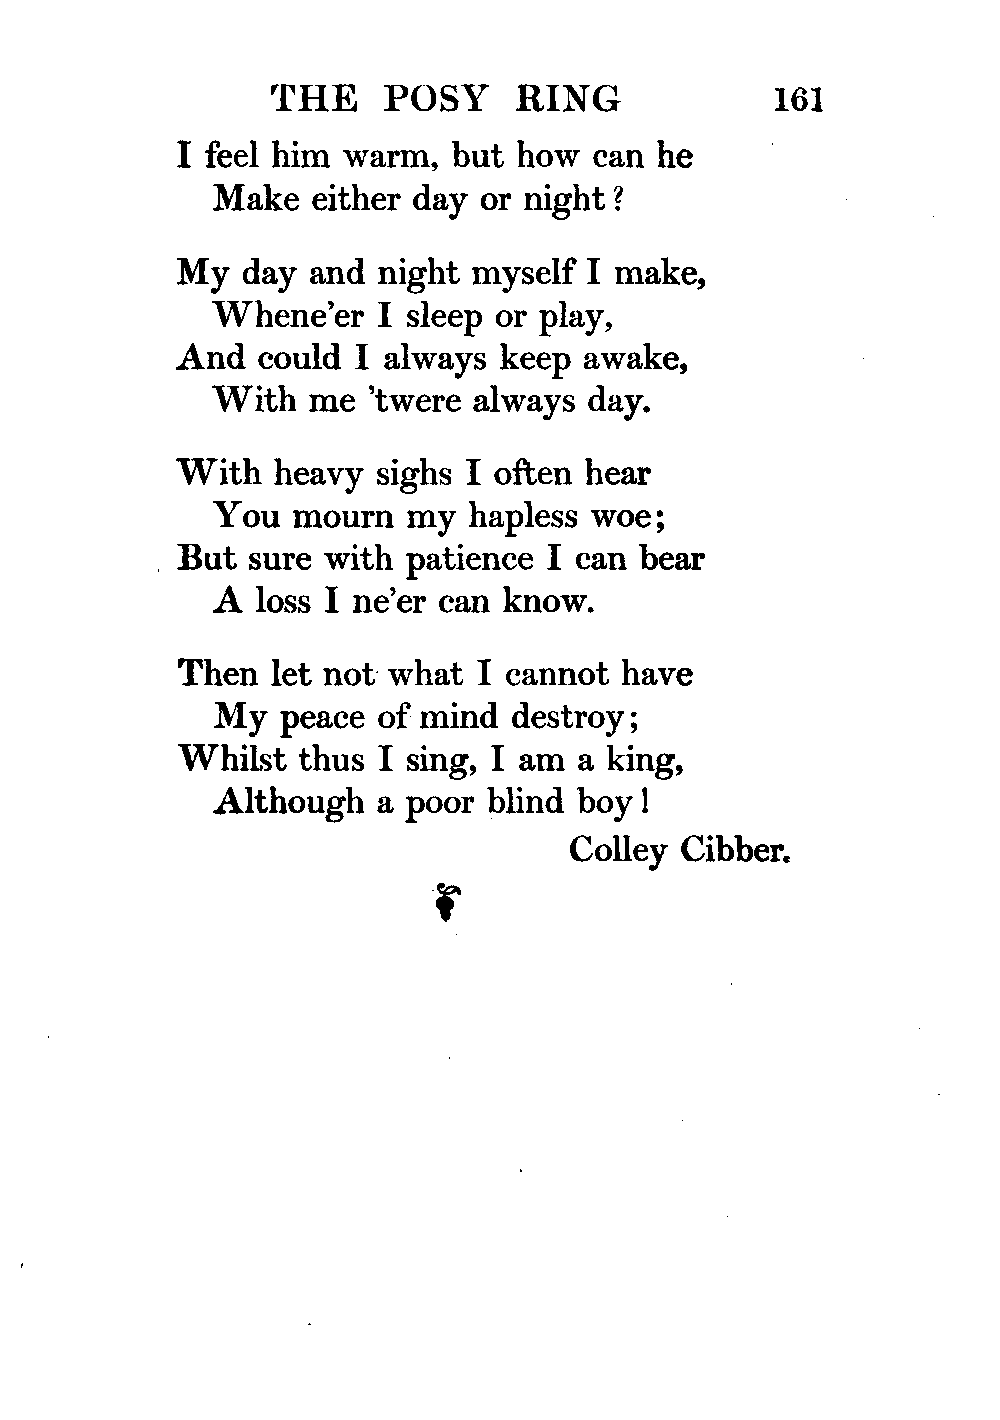 THE POSY RING 161
I feel him warm, but how can he
Make either day or night?
My day and night myself I make,
Whene'er I sleep or play,
And could I always keep awake,
With me 'twere always day.
With heavy sighs I often hear
You mourn my hapless woe;
But sure with patience I can bear
A loss I ne'er can know.
Then let not what I cannot have
My peace of mind destroy;
Whilst thus I sing, I am a king,
Although a poor blind boy!
Colley Cibber.